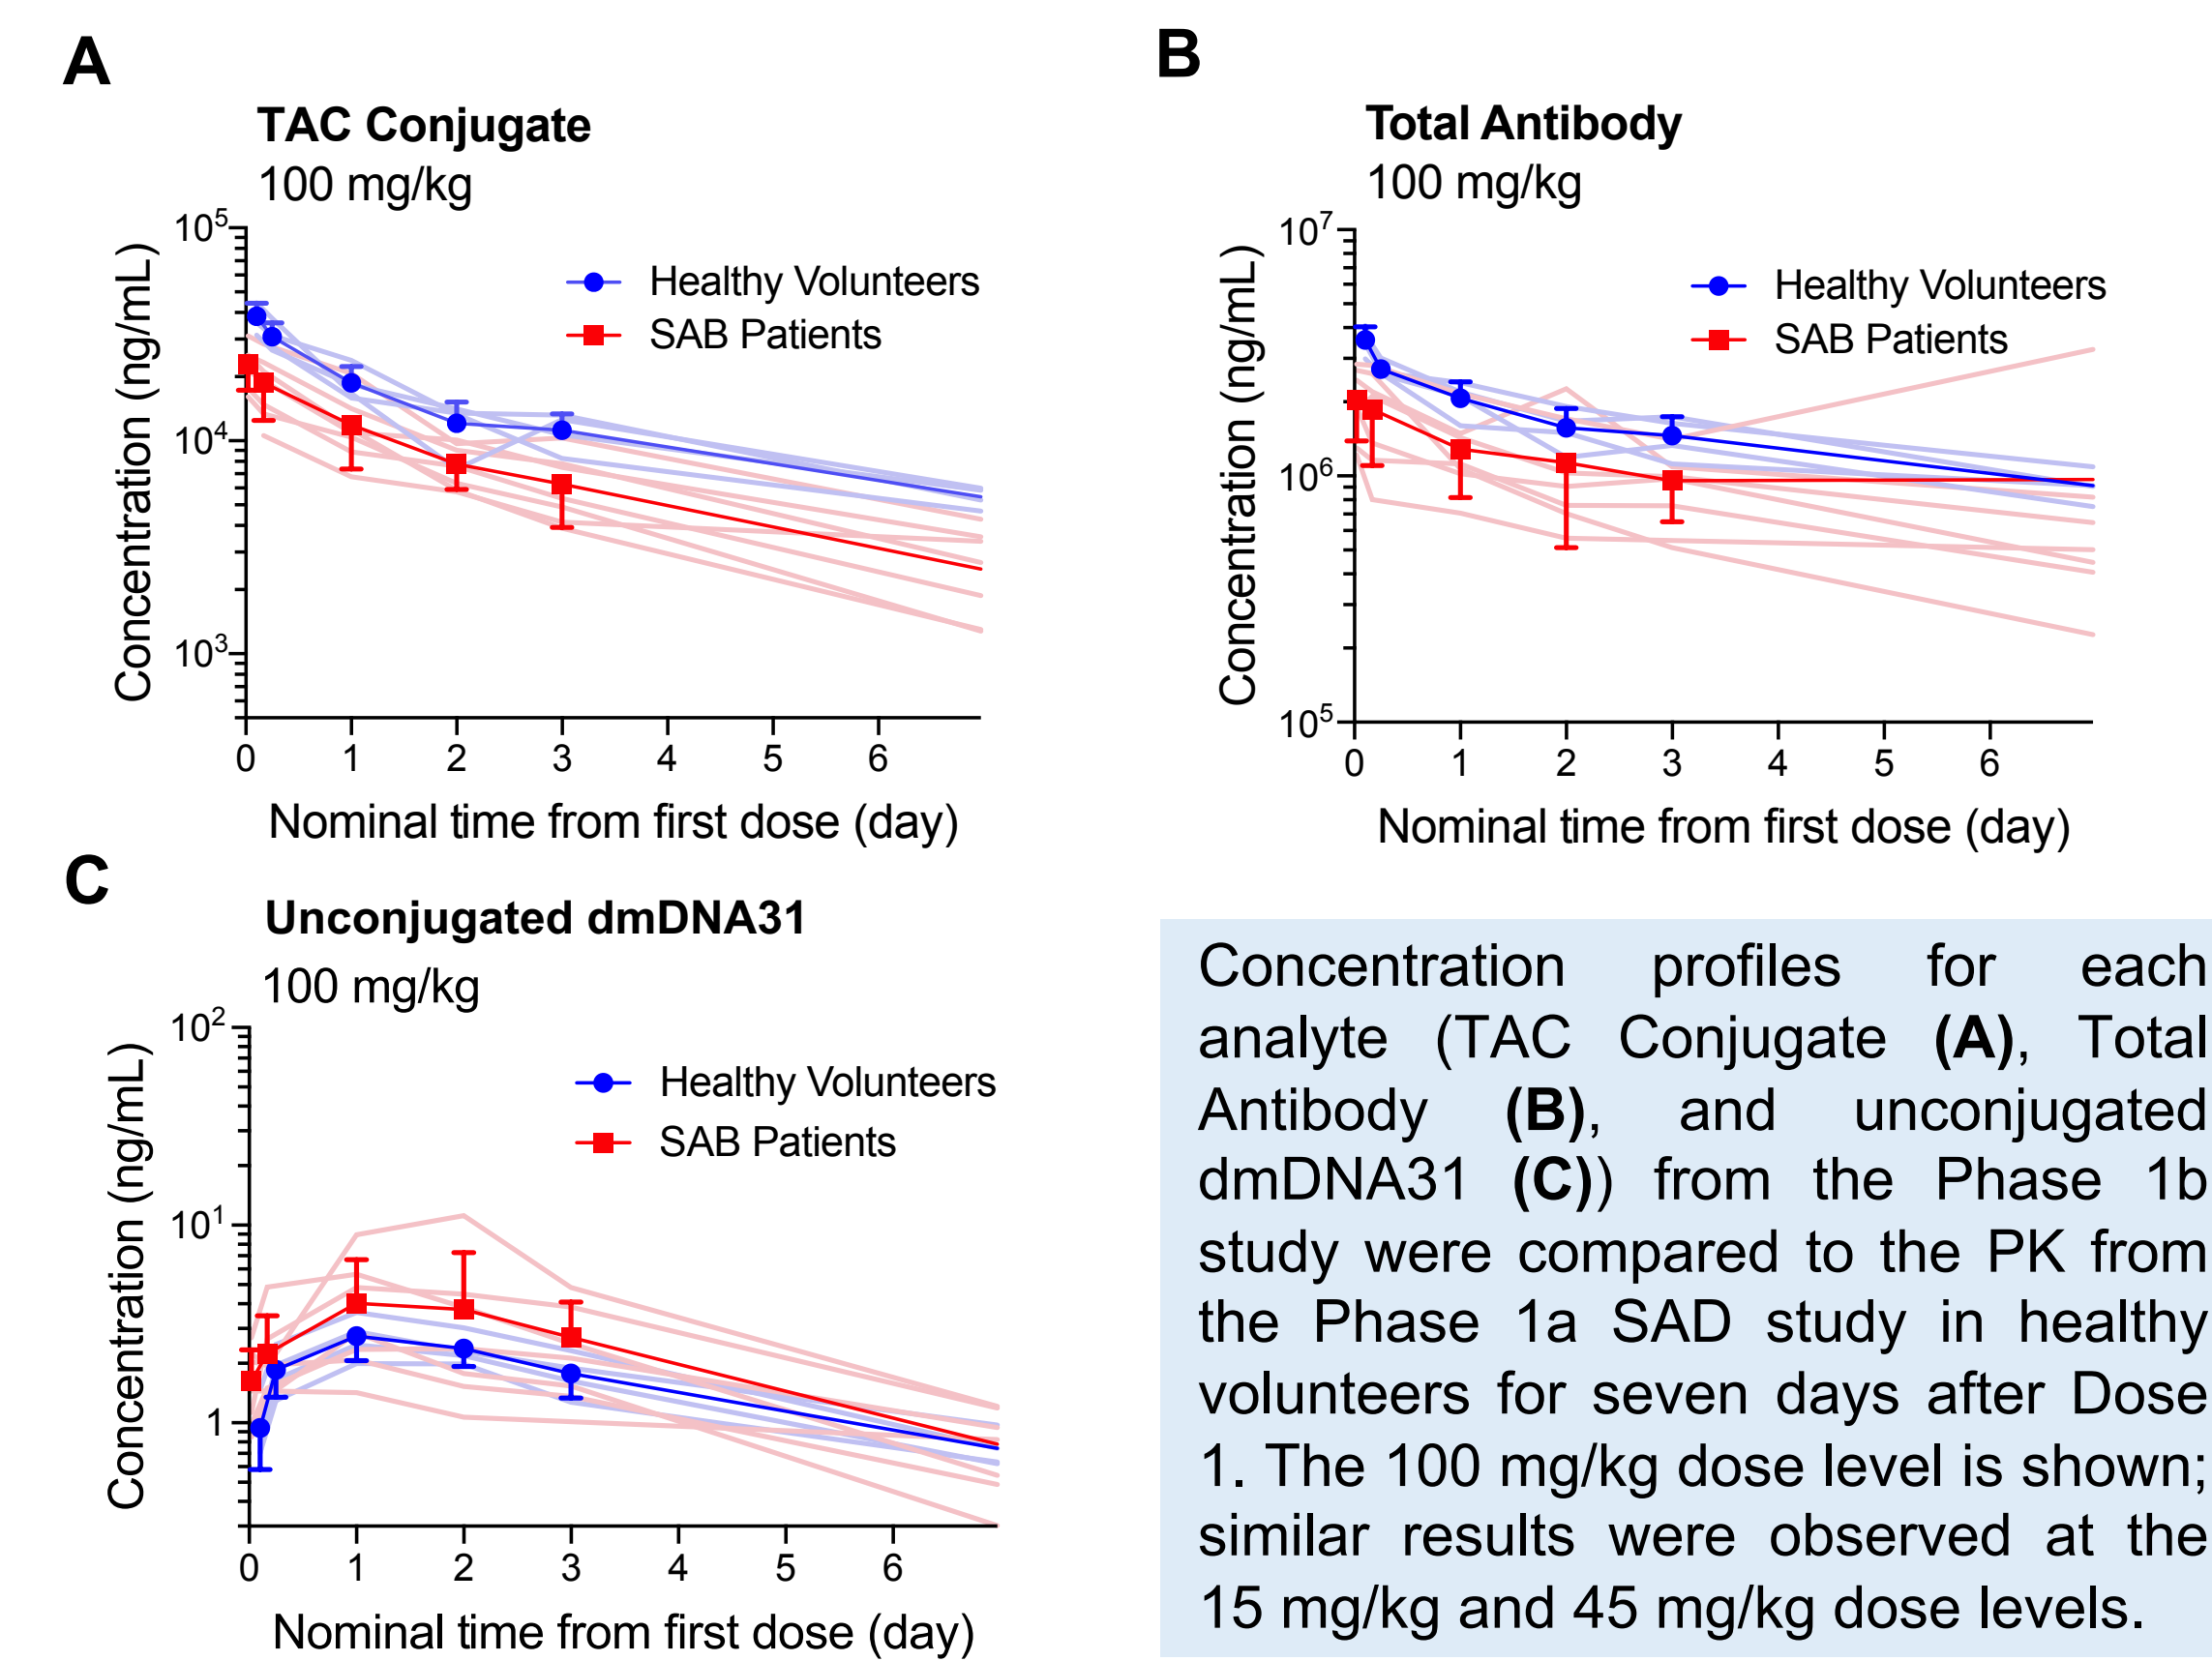 A
TAC Conjugate
100 mg/kg
10^5
10^4
10^3
Concentration (ng/mL)
Healthy Volunteers
SAB Patients
0 1 2 3 4 5 6
Nominal time from first dose (day)
B
Total Antibody
100 mg/kg
10^7
10^6
10^5
Concentration (ng/mL)
Healthy Volunteers
SAB Patients
0 1 2 3 4 5 6
Nominal time from first dose (day)
C
Unconjugated dmDNA31
100 mg/kg
10^2
10^1
1
Concentration (ng/mL)
Healthy Volunteers
SAB Patients
0 1 2 3 4 5 6
Nominal time from first dose (day)
Concentration profiles for each
analyte (TAC Conjugate (A), Total
Antibody (B), and unconjugated
dmDNA31 (C)) from the Phase 1b
study were compared to the PK from
the Phase 1a SAD study in healthy
volunteers for seven days after Dose
1. The 100 mg/kg dose level is shown;
similar results were observed at the
15 mg/kg and 45 mg/kg dose levels.